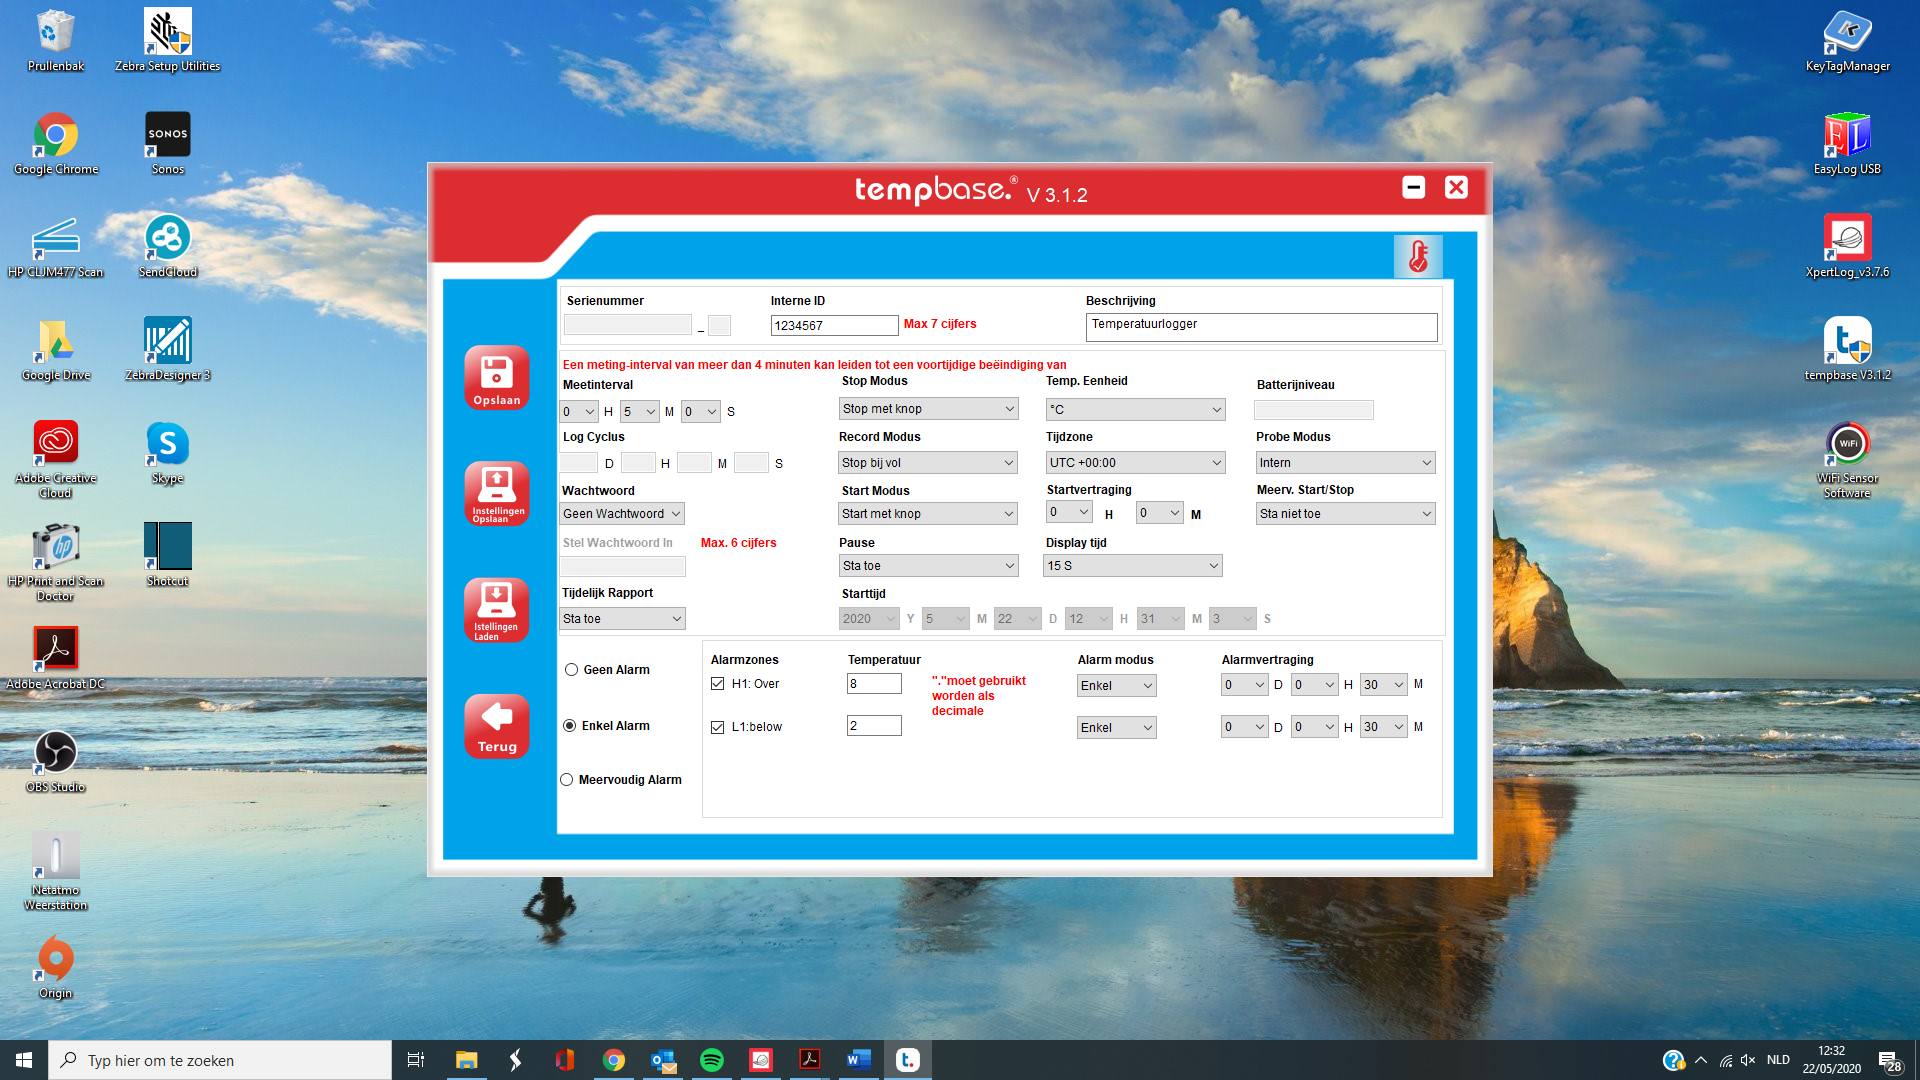 Prullenbak
Zebra Setup Utilities
Google Chrome
SONOS
Sonos
HP CLJM477 Scan
SendCloud
Google Drive
ZebraDesigner 3
Adobe Creative
Cloud
Skype
HP Print and Scan
Doctor
Shotcut
Adobe Acrobat DC
OBS Studio
Netatmo
Weerstation
Origin
KeyTagManager
EasyLog USB
XpertLog_v3.7.6
tempbase V3.1.2
WiFi
WiFi Sensor
Software
tempbase.® V 3.1.2
Serienummer Interne ID Beschrijving
_ 1234567 Max 7 cijfers Temperatuurlogger
Een meting-interval van meer dan 4 minuten kan leiden tot een voortijdige beëindiging van
Meetinterval Stop Modus Temp. Eenheid Batterijniveau
0 H 5 M 0 S Stop met knop °C
Log Cyclus Record Modus Tijdzone Probe Modus
D H M S Stop bij vol UTC +00:00 Intern
Wachtwoord Start Modus Startvertraging Meerv. Start/Stop
Geen Wachtwoord Start met knop 0 H 0 M Sta niet toe
Stel Wachtwoord In Max. 6 cijfers Pause Display tijd
Sta toe 15 S
Tijdelijk Rapport Starttijd
Sta toe 2020 Y 5 M 22 D 12 H 31 M 3 S
Opslaan
Instellingen
Opslaan
Istellingen
Laden
Terug
Geen Alarm
Enkel Alarm
Meervoudig Alarm
Alarmzones Temperatuur Alarm modus Alarmvertraging
H1: Over 8 Enkel 0 D 0 H 30 M
"."moet gebruikt
worden als
decimale
L1:below 2 Enkel 0 D 0 H 30 M
Typ hier om te zoeken
NLD
12:32
22/05/2020
28